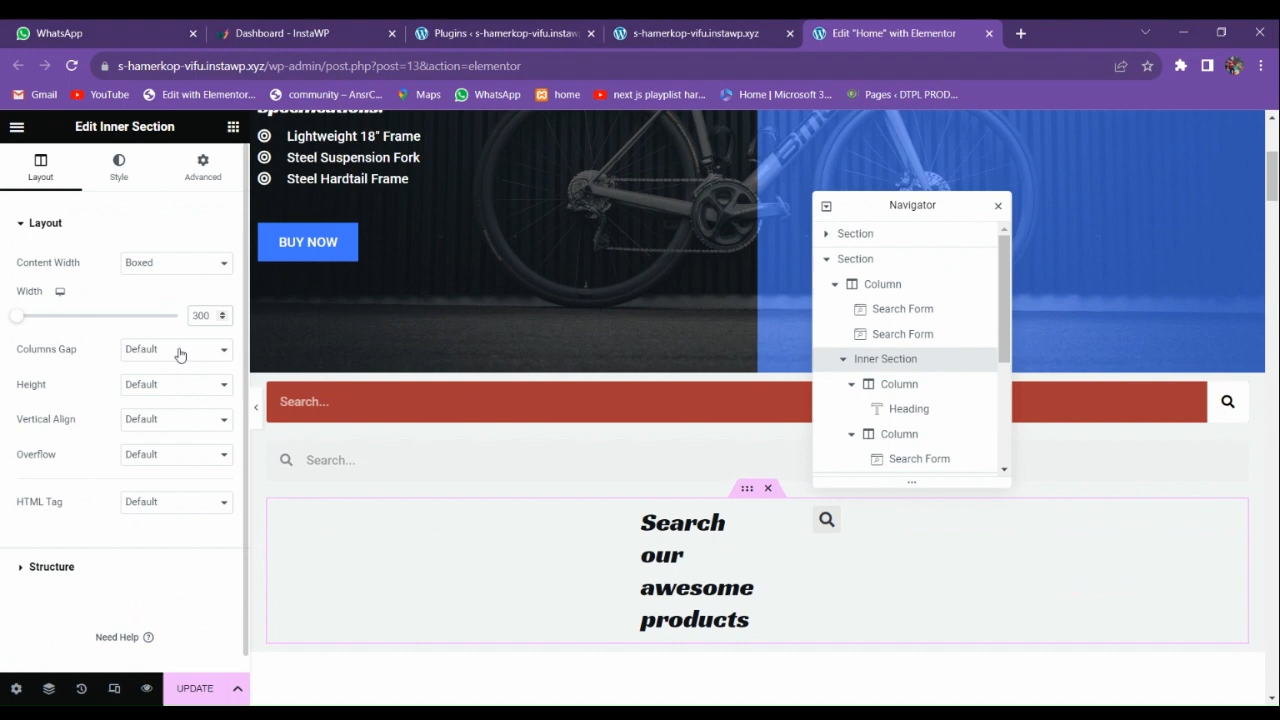 WhatsApp
Dashboard - InstaWP
Plugins ‹ s-hamerkop-vifu.instaw
s-hamerkop-vifu.instawp.xyz
Edit "Home" with Elementor
s-hamerkop-vifu.instawp.xyz/wp-admin/post.php?post=13&action=elementor
Gmail
YouTube
Edit with Elementor...
community – AnsrC...
Maps
WhatsApp
home
next js playplist har...
Home | Microsoft 3...
Pages ‹ DTPL PROD...
Edit Inner Section
Layout
Style
Advanced
Layout
Content Width
Boxed
Width
300
Columns Gap
Default
Height
Default
Vertical Align
Default
Overflow
Default
HTML Tag
Default
Structure
Need Help
UPDATE
specifications:
Lightweight 18" Frame
Steel Suspension Fork
Steel Hardtail Frame
BUY NOW
Search...
Search...
Search
our
awesome
products
Navigator
Section
Section
Column
Search Form
Search Form
Inner Section
Column
Heading
Column
Search Form